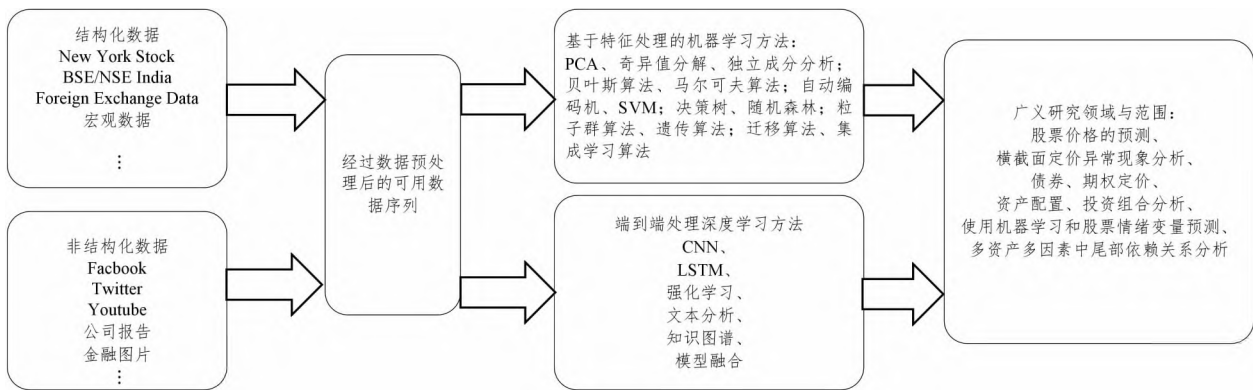 结构化数据
New York Stock
BSE/NSE India
Foreign Exchange Data
宏观数据
⋮
非结构化数据
Facbook
Twitter
Youtube
公司报告
金融图片
⋮
经过数据预处
理后的可用数
据序列
基于特征处理的机器学习方法:
PCA、奇异值分解、独立成分分析;
贝叶斯算法、马尔可夫算法;自动编
码机、SVM;决策树、随机森林;粒
子群算法、遗传算法;迁移算法、集
成学习算法
端到端处理深度学习方法
CNN、
LSTM、
强化学习、
文本分析、
知识图谱、
模型融合
广义研究领域与范围:
股票价格的预测、
横截面定价异常现象分析、
债券、期权定价、
资产配置、投资组合分析、
使用机器学习和股票情绪变量预测、
多资产多因素中尾部依赖关系分析